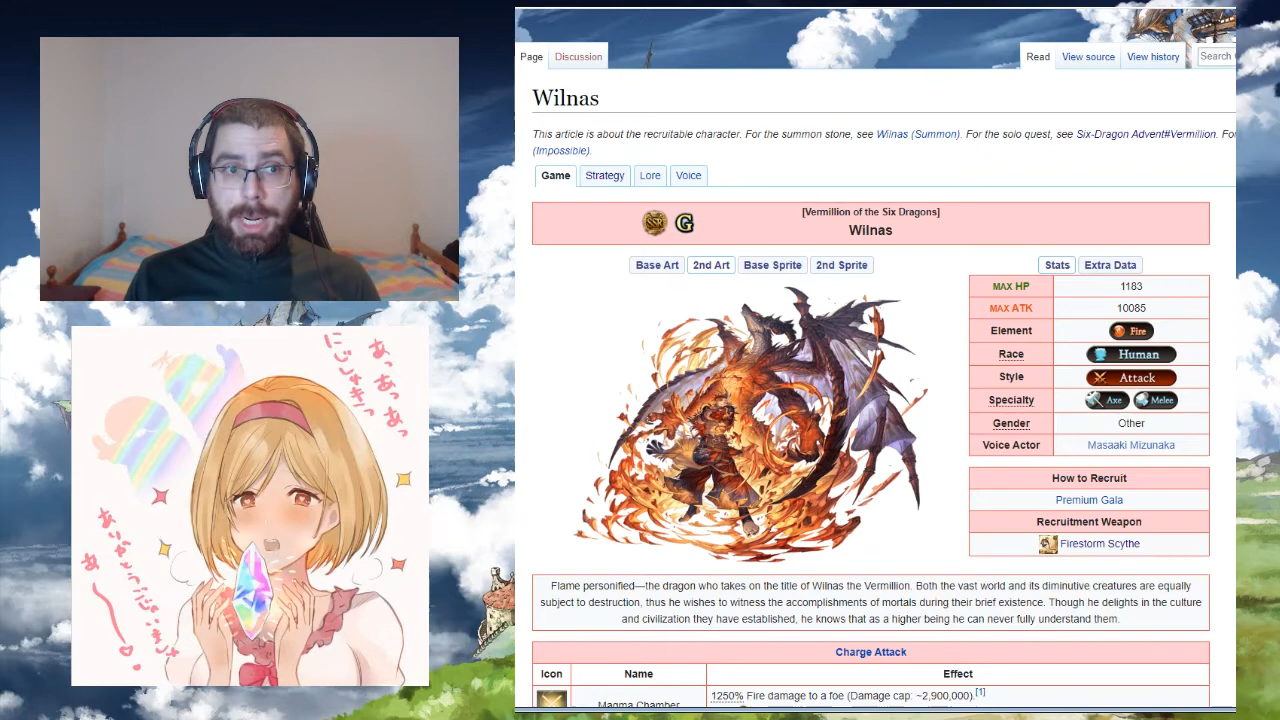 Page
Discussion
Read
View source
View history
Search
Wilnas
This article is about the recruitable character. For the summon stone, see Wilnas (Summon). For the solo quest, see Six-Dragon Advent#Vermillion. For
(Impossible).
Game
Strategy
Lore
Voice
[Vermillion of the Six Dragons]
SSR
G
Wilnas
Base Art
2nd Art
Base Sprite
2nd Sprite
Stats
Extra Data
MAX HP 1183
MAX ATK 10085
Element Fire
Race Human
Style Attack
Specialty Axe Melee
Gender Other
Voice Actor Masaaki Mizunaka
How to Recruit
Premium Gala
Recruitment Weapon
Firestorm Scythe
Flame personified—the dragon who takes on the title of Wilnas the Vermillion. Both the vast world and its diminutive creatures are equally
subject to destruction, thus he wishes to witness the accomplishments of mortals during their brief existence. Though he delights in the culture
and civilization they have established, he knows that as a higher being he can never fully understand them.
Charge Attack
Icon Name Effect
Magma Chamber
1250% Fire damage to a foe (Damage cap: ~2,900,000).[1]
あっあっあっ
にじしゅきーっ
ありがとうございます
あ